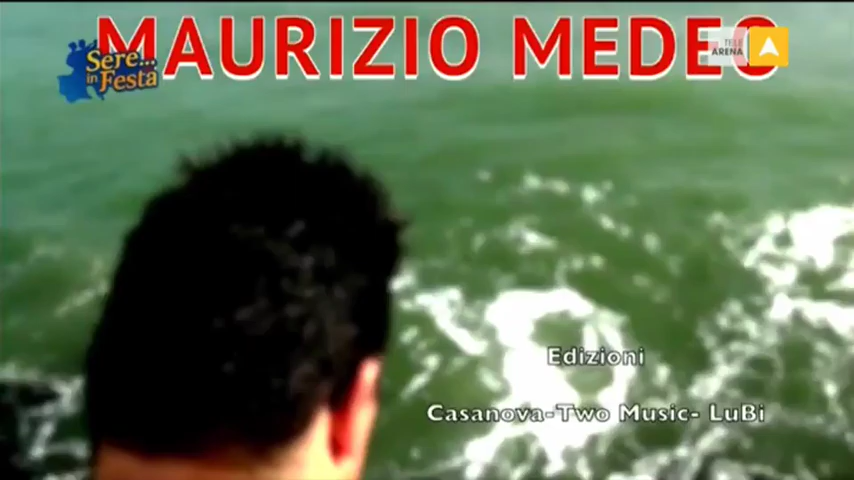 MAURIZIO MEDEO
Sere...
in Festa
TELE
ARENA
Edizioni
Casanova-Two Music- LuBi